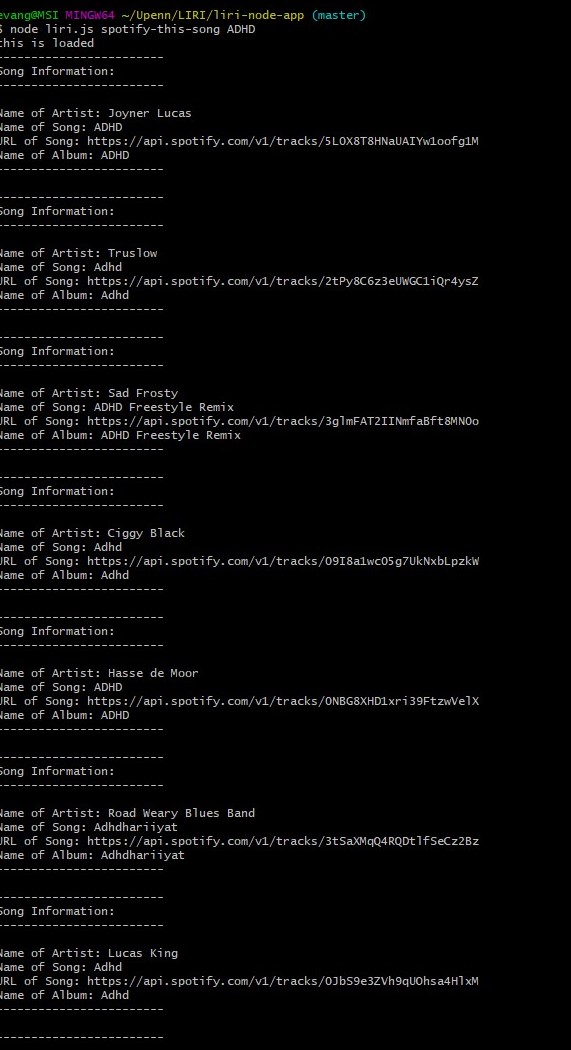 evang@MSI MINGW64 ~/Upenn/LIRI/liri-node-app (master)
$ node liri.js spotify-this-song ADHD
this is loaded
------------------------
Song Information:
------------------------
Name of Artist: Joyner Lucas
Name of Song: ADHD
URL of Song: https://api.spotify.com/v1/tracks/5LOX8T8HNaUAIYw1oofg1M
Name of Album: ADHD
------------------------
------------------------
Song Information:
------------------------
Name of Artist: Truslow
Name of Song: Adhd
URL of Song: https://api.spotify.com/v1/tracks/2tPy8C6z3eUWGC1iQr4ysZ
Name of Album: Adhd
------------------------
------------------------
Song Information:
------------------------
Name of Artist: Sad Frosty
Name of Song: ADHD Freestyle Remix
URL of Song: https://api.spotify.com/v1/tracks/3glmFAT2IINmfaBft8MNOo
Name of Album: ADHD Freestyle Remix
------------------------
------------------------
Song Information:
------------------------
Name of Artist: Ciggy Black
Name of Song: Adhd
URL of Song: https://api.spotify.com/v1/tracks/09I8a1wcO5g7UkNxbLpzkW
Name of Album: Adhd
------------------------
------------------------
Song Information:
------------------------
Name of Artist: Hasse de Moor
Name of Song: ADHD
URL of Song: https://api.spotify.com/v1/tracks/0NBG8XHD1xri39FtzwVelX
Name of Album: ADHD
------------------------
------------------------
Song Information:
------------------------
Name of Artist: Road Weary Blues Band
Name of Song: Adhdhariiyat
URL of Song: https://api.spotify.com/v1/tracks/3tSaXMqQ4RQDtlfSeCz2Bz
Name of Album: Adhdhariiyat
------------------------
------------------------
Song Information:
------------------------
Name of Artist: Lucas King
Name of Song: Adhd
URL of Song: https://api.spotify.com/v1/tracks/0JbS9e3ZVh9qUOhsa4HlxM
Name of Album: Adhd
------------------------
------------------------